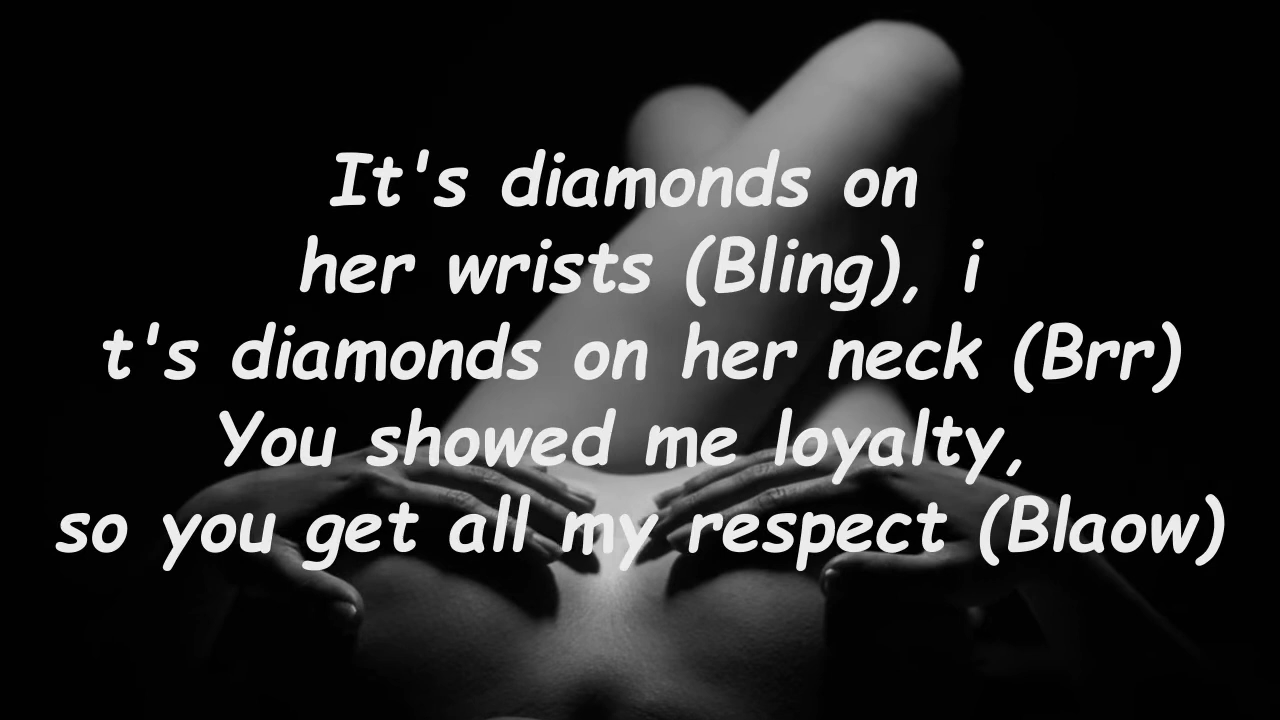 It's diamonds on
her wrists (Bling), i
t's diamonds on her neck (Brr)
You showed me loyalty,
so you get all my respect (Blaow)